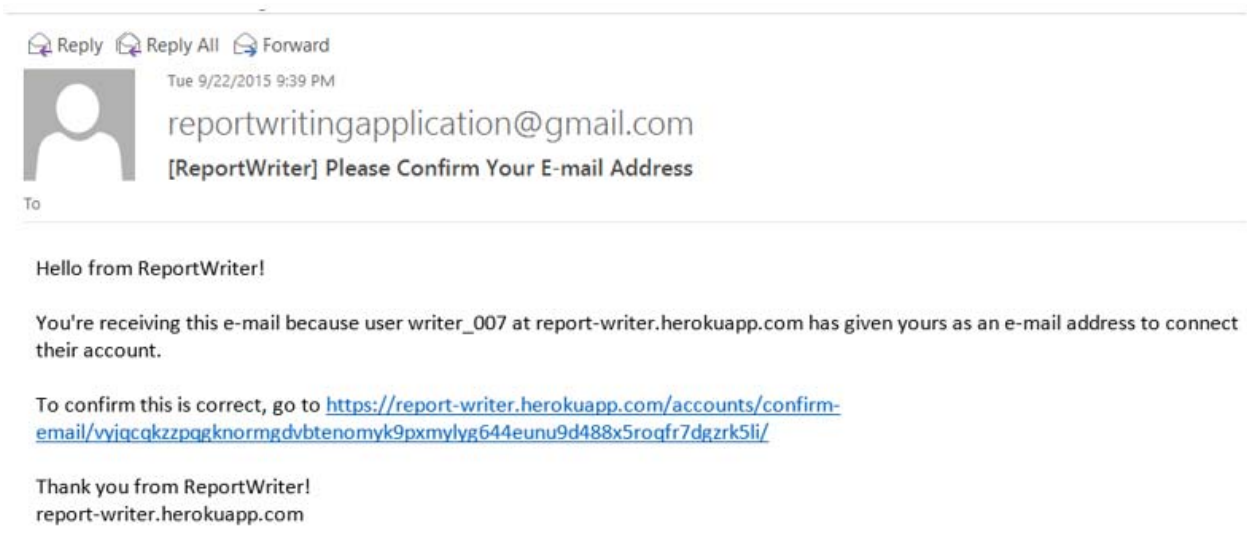 Reply Reply All Forward
Tue 9/22/2015 9:39 PM
reportwritingapplication@gmail.com
[ReportWriter] Please Confirm Your E-mail Address
To
Hello from ReportWriter!
You're receiving this e-mail because user writer_007 at report-writer.herokuapp.com has given yours as an e-mail address to connect
their account.
To confirm this is correct, go to https://report-writer.herokuapp.com/accounts/confirm-
email/vyjqcqkzzpqgknormgdvbtenomyk9pxmylyg644eunu9d488x5roqfr7dgzrk5li/
Thank you from ReportWriter!
report-writer.herokuapp.com